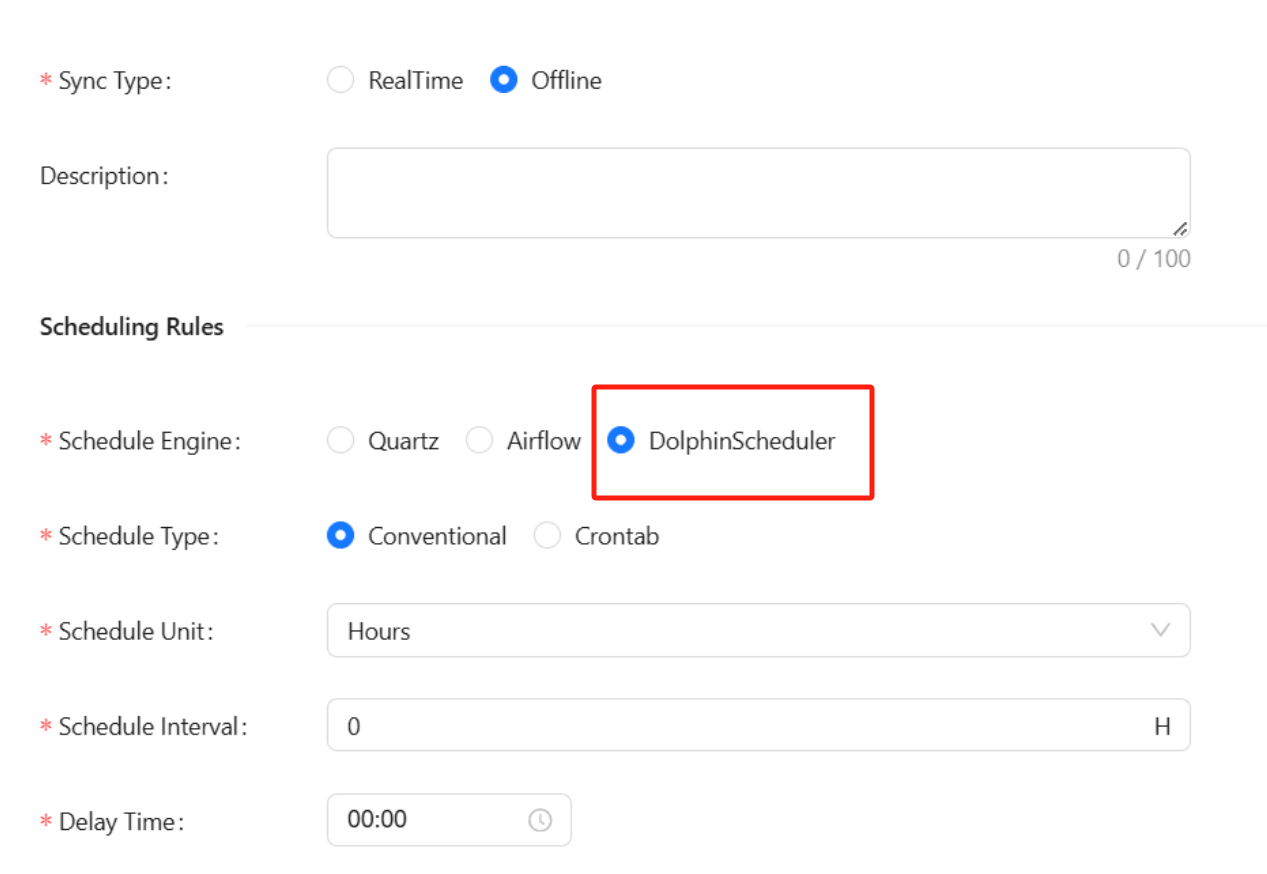 * Sync Type: RealTime Offline
Description:
0 / 100
Scheduling Rules
* Schedule Engine: Quartz Airflow DolphinScheduler
* Schedule Type: Conventional Crontab
* Schedule Unit: Hours
* Schedule Interval: 0 H
* Delay Time: 00:00